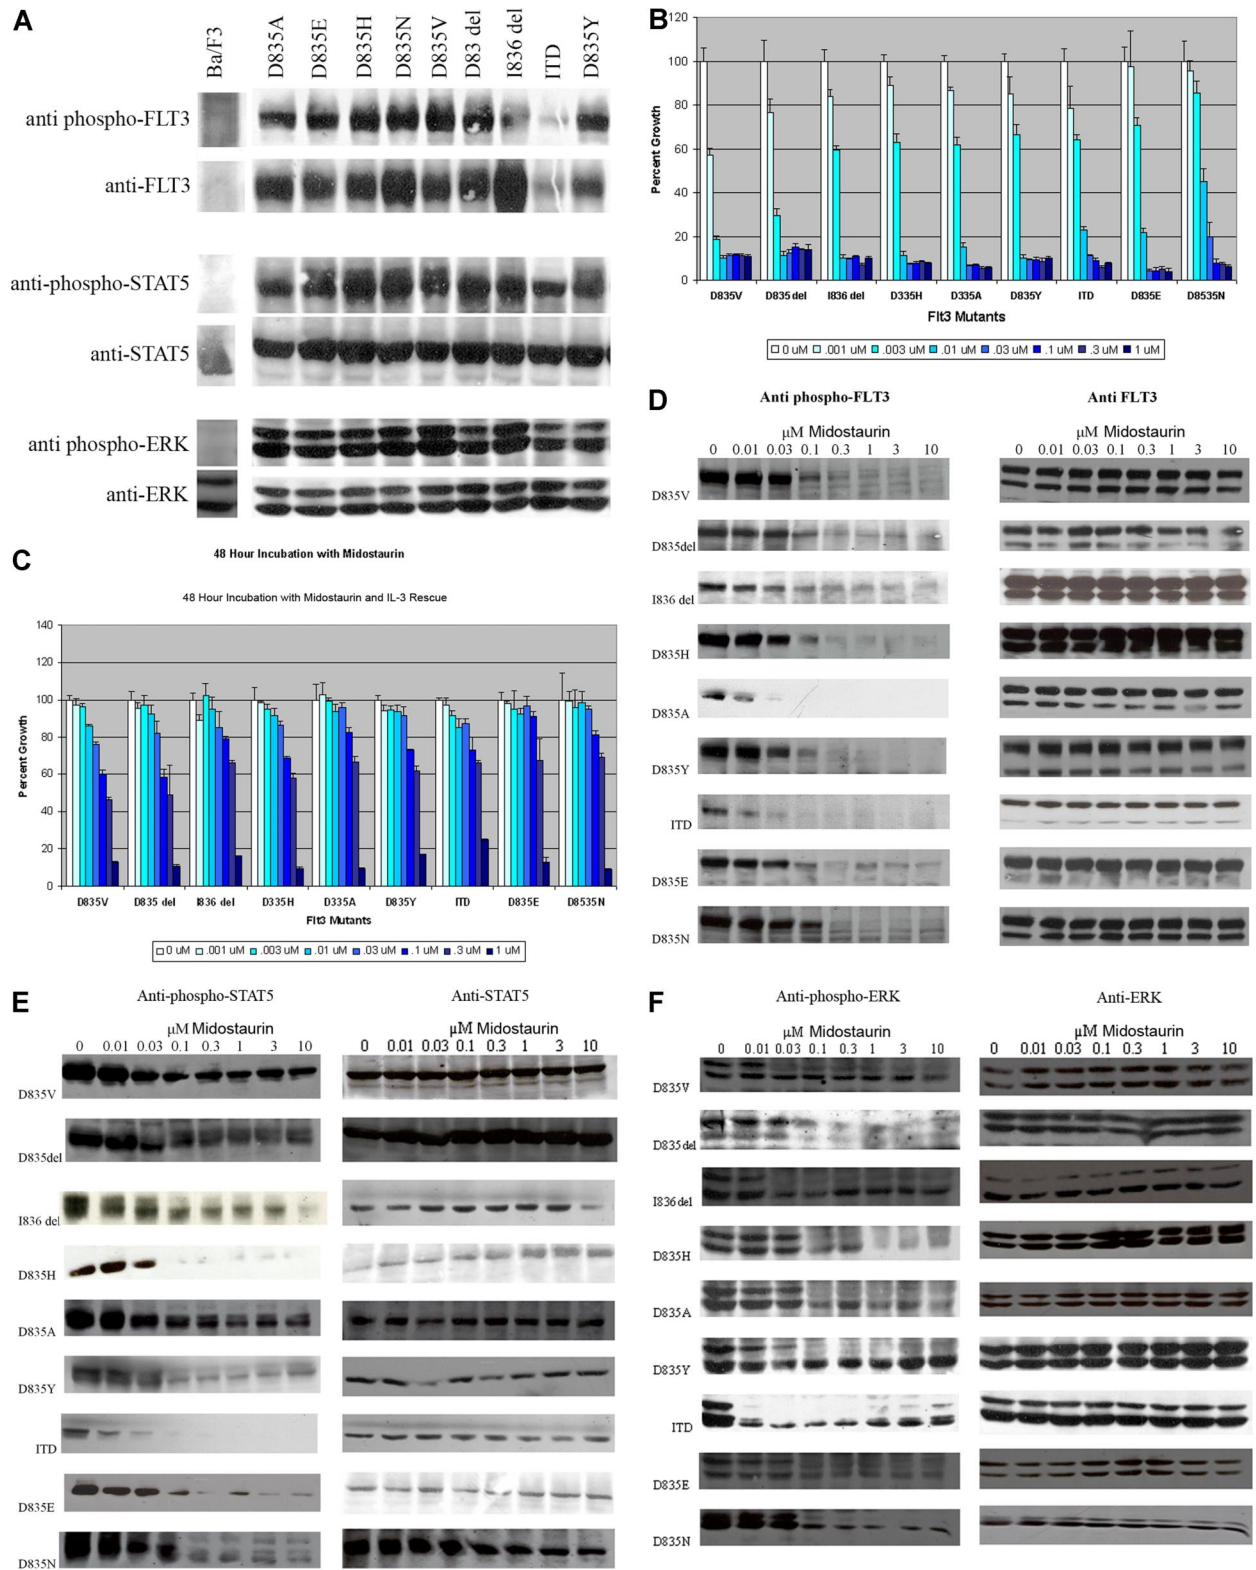 A
Ba/F3
D835A
D835E
D835H
D835N
D835V
D83 del
I836 del
ITD
D835Y
anti phospho-FLT3
anti-FLT3
anti-phospho-STAT5
anti-STAT5
anti phospho-ERK
anti-ERK
48 Hour Incubation with Midostaurin
B
Percent Growth
120
100
80
60
40
20
0
D835V D835 del I836 del D335H D335A D835Y ITD D835E D8535N
Flt3 Mutants
0 uM .001 uM .003 uM .01 uM .03 uM .1 uM .3 uM 1 uM
C
48 Hour Incubation with Midostaurin and IL-3 Rescue
Percent Growth
140
120
100
80
60
40
20
0
D835V D835 del I836 del D335H D335A D835Y ITD D835E D8535N
Flt3 Mutants
0 uM .001 uM .003 uM .01 uM .03 uM .1 uM .3 uM 1 uM
D
Anti phospho-FLT3
Anti FLT3
µM Midostaurin
0 0.01 0.03 0.1 0.3 1 3 10
µM Midostaurin
0 0.01 0.03 0.1 0.3 1 3 10
D835V
D835del
I836 del
D835H
D835A
D835Y
ITD
D835E
D835N
E
Anti-phospho-STAT5
Anti-STAT5
µM Midostaurin
0 0.01 0.03 0.1 0.3 1 3 10
µM Midostaurin
0 0.01 0.03 0.1 0.3 1 3 10
D835V
D835del
I836 del
D835H
D835A
D835Y
ITD
D835E
D835N
F
Anti-phospho-ERK
Anti-ERK
µM Midostaurin
0 0.01 0.03 0.1 0.3 1 3 10
µM Midostaurin
0 0.01 0.03 0.1 0.3 1 3 10
D835V
D835del
I836 del
D835H
D835A
D835Y
ITD
D835E
D835N